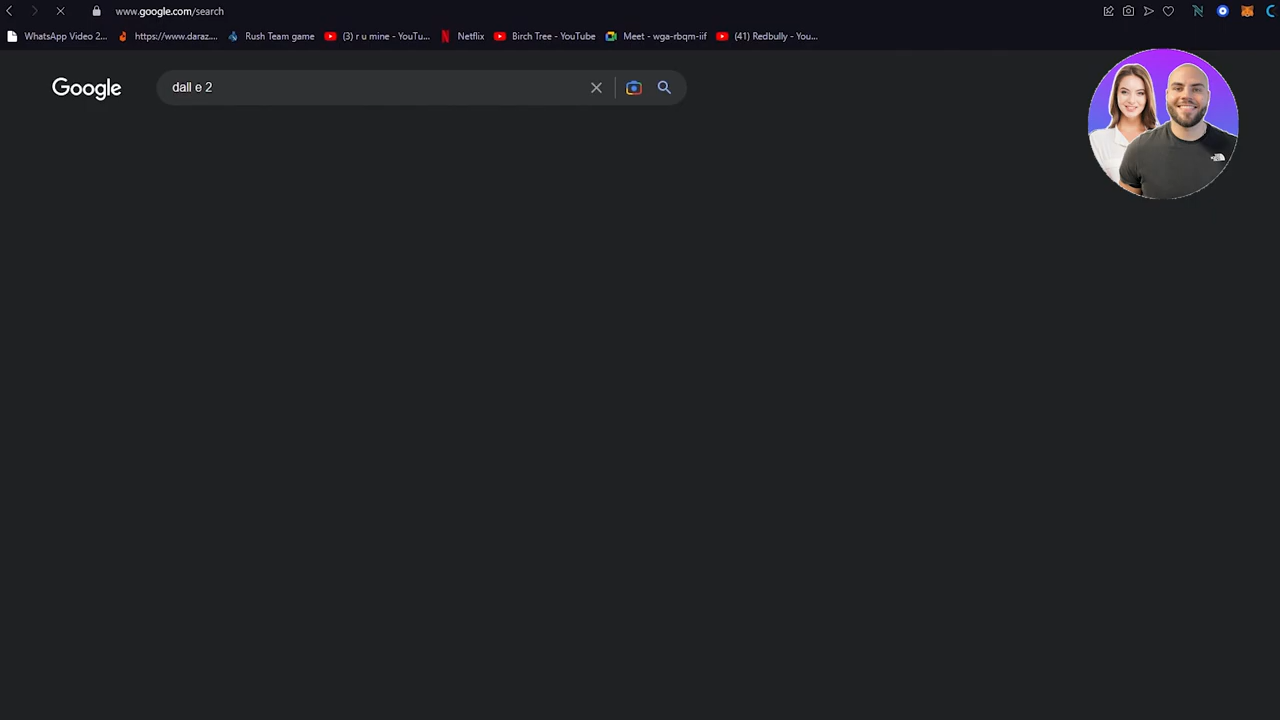 www.google.com/search
WhatsApp Video 2... https://www.daraz.... Rush Team game (3) r u mine - YouTu... Netflix Birch Tree - YouTube Meet - wga-rbqm-iif (41) Redbully - You...
Google dall e 2